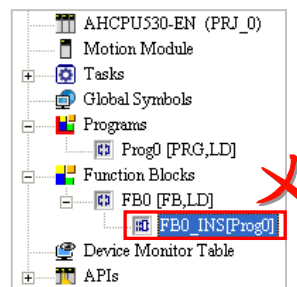 AHCPU530-EN (PRJ_0)
Motion Module
Tasks
Global Symbols
Programs
Prog0 [PRG,LD]
Function Blocks
FB0 [FB,LD]
FB0_INS[Prog0]
Device Monitor Table
APIs